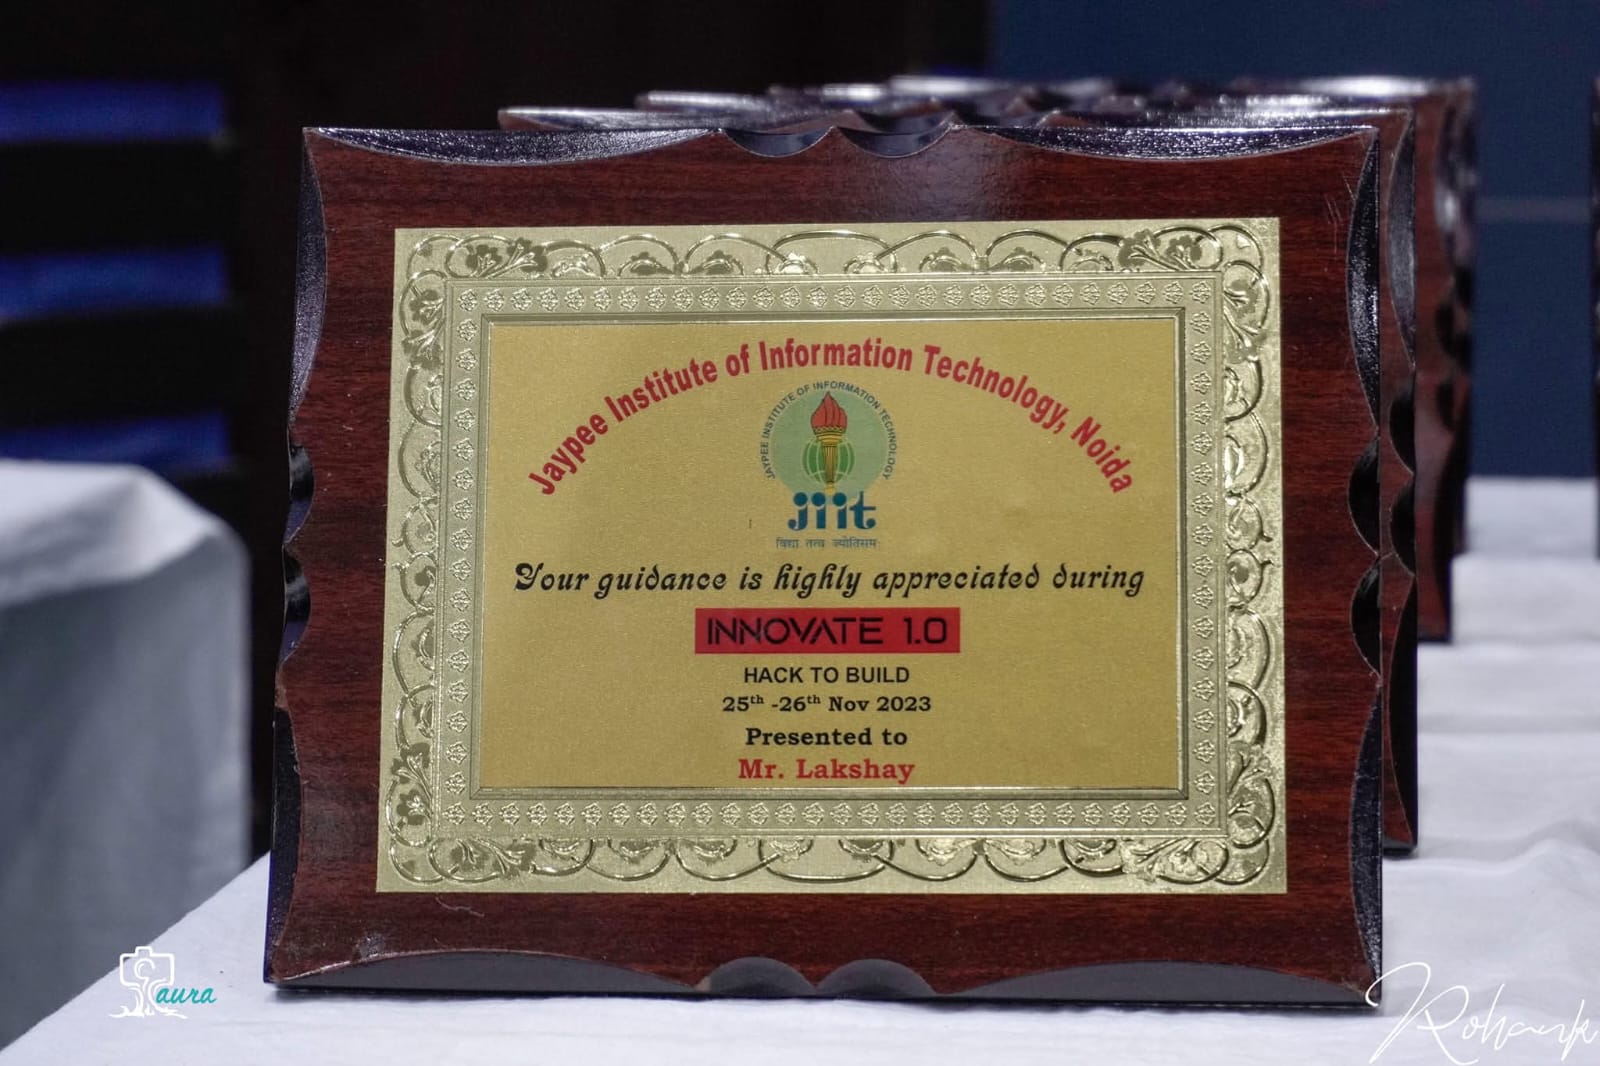 Jaypee Institute of Information Technology, Noida
JAYPEE INSTITUTE OF INFORMATION TECHNOLOGY
jiit
विद्या तत्व ज्योतिसमः
Your guidance is highly appreciated during
INNOVATE 1.0
HACK TO BUILD
25th -26th Nov 2023
Presented to
Mr. Lakshay
aura
Rohank